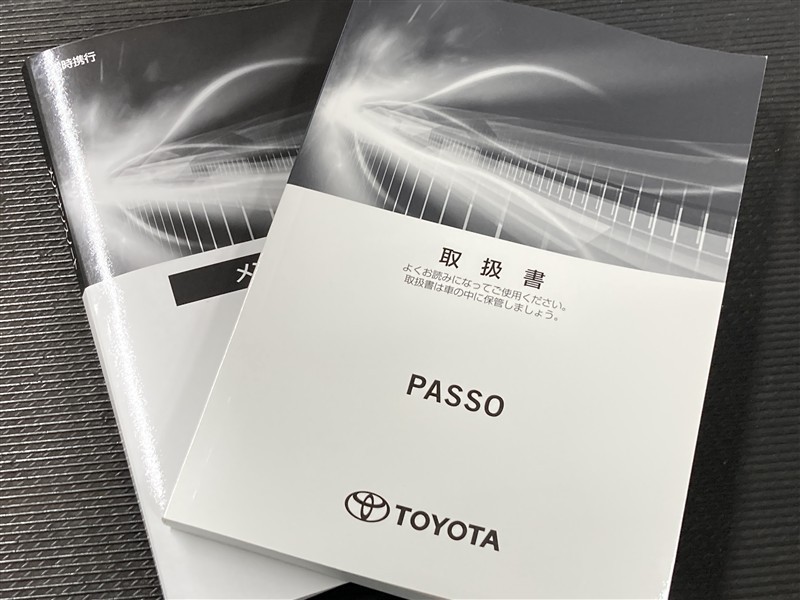 時携行
メ
取扱書
よくお読みになってご使用ください。
取扱書は車の中に保管しましょう。
PASSO
TOYOTA